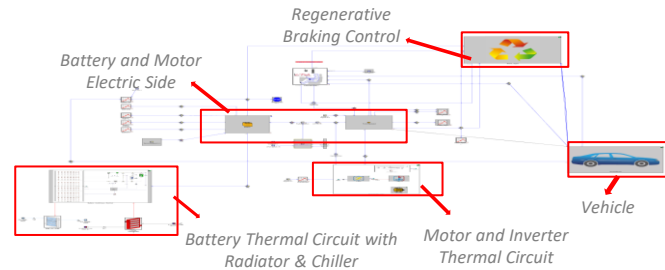 Regenerative
Braking Control
Battery and Motor
Electric Side
Vehicle
Battery Thermal Circuit with
Radiator & Chiller
Motor and Inverter
Thermal Circuit